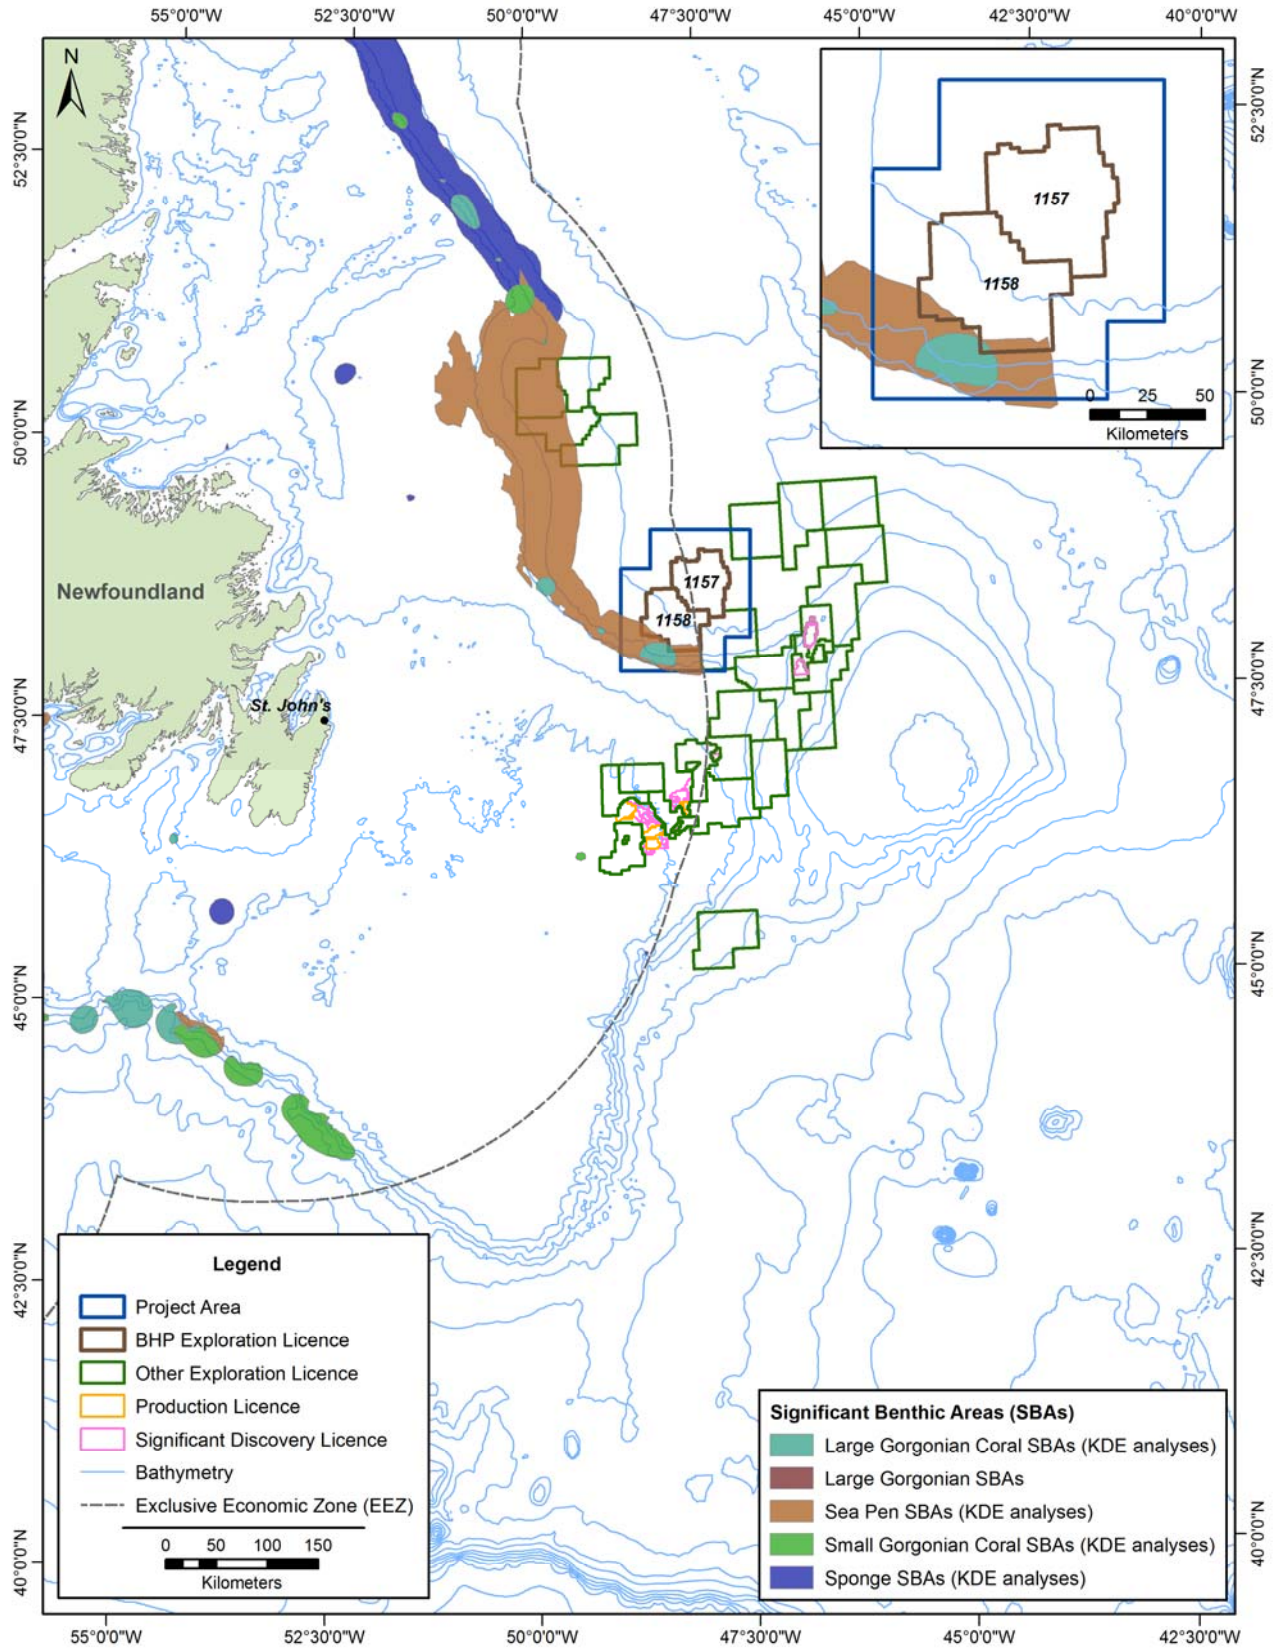 55°0'0"W 52°30'0"W 50°0'0"W 47°30'0"W 45°0'0"W 42°30'0"W 40°0'0"W
N
52°30'0"N
50°0'0"N
47°30'0"N
45°0'0"N
42°30'0"N
40°0'0"N
52°30'0"N
50°0'0"N
47°30'0"N
45°0'0"N
42°30'0"N
40°0'0"N
1157
1158
0 25 50
Kilometers
Newfoundland
1157
1158
St. John's
Legend
Project Area
BHP Exploration Licence
Other Exploration Licence
Production Licence
Significant Discovery Licence
Bathymetry
Exclusive Economic Zone (EEZ)
0 50 100 150
Kilometers
Significant Benthic Areas (SBAs)
Large Gorgonian Coral SBAs (KDE analyses)
Large Gorgonian SBAs
Sea Pen SBAs (KDE analyses)
Small Gorgonian Coral SBAs (KDE analyses)
Sponge SBAs (KDE analyses)
55°0'0"W 52°30'0"W 50°0'0"W 47°30'0"W 45°0'0"W 42°30'0"W